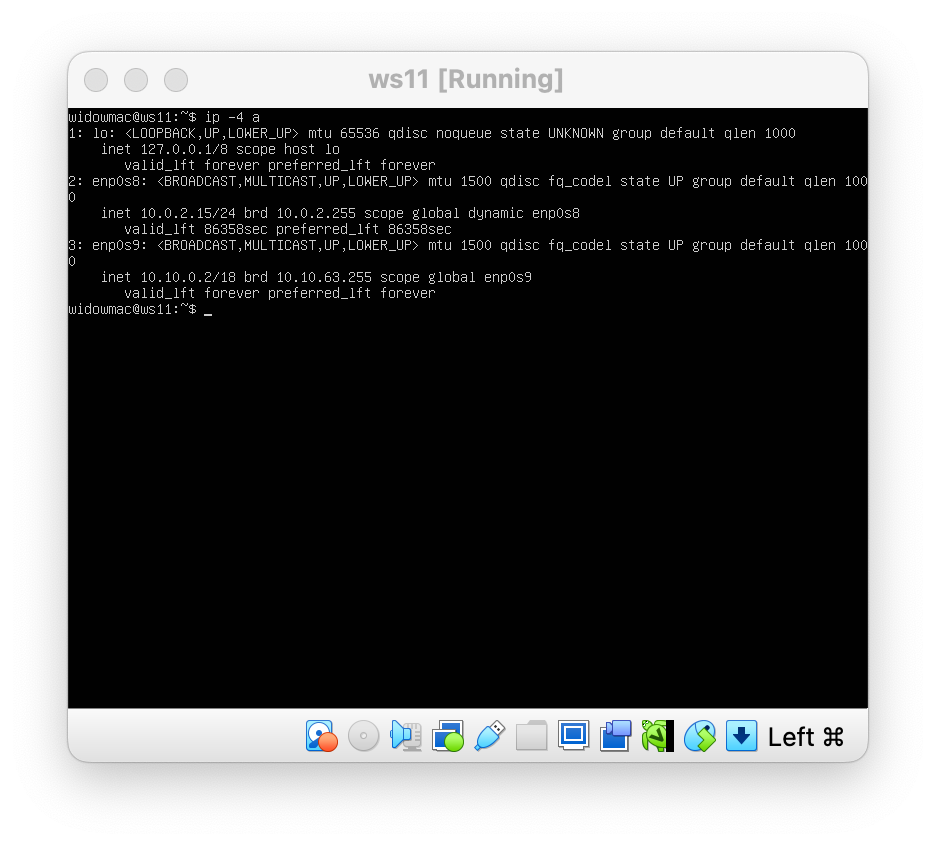 ws11 [Running]
widowmac@ws11:~$ ip -4 a
1: lo: <LOOPBACK,UP,LOWER_UP> mtu 65536 qdisc noqueue state UNKNOWN group default qlen 1000
    inet 127.0.0.1/8 scope host lo
       valid_lft forever preferred_lft forever
2: enp0s8: <BROADCAST,MULTICAST,UP,LOWER_UP> mtu 1500 qdisc fq_codel state UP group default qlen 100
0
    inet 10.0.2.15/24 brd 10.0.2.255 scope global dynamic enp0s8
       valid_lft 86358sec preferred_lft 86358sec
3: enp0s9: <BROADCAST,MULTICAST,UP,LOWER_UP> mtu 1500 qdisc fq_codel state UP group default qlen 100
0
    inet 10.10.0.2/18 brd 10.10.63.255 scope global enp0s9
       valid_lft forever preferred_lft forever
widowmac@ws11:~$ _
Left ⌘